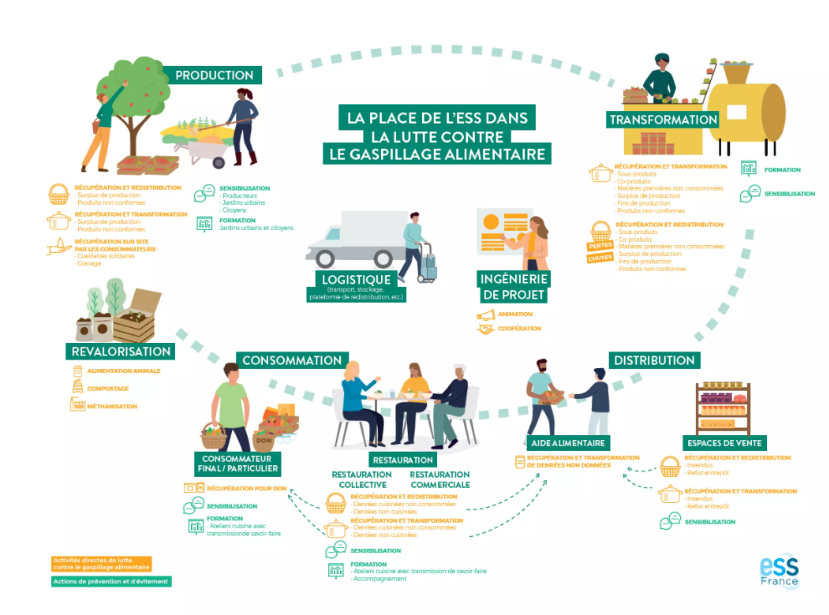 PRODUCTION
LA PLACE DE L'ESS DANS
LA LUTTE CONTRE
LE GASPILLAGE ALIMENTAIRE
TRANSFORMATION
RÉCUPÉRATION ET REDISTRIBUTION
- Surplus de production
- Produits non conformes
RÉCUPÉRATION ET TRANSFORMATION
- Surplus de production
- Produits non conformes
RÉCUPÉRATION SUR SITE
PAR LES CONSOMMATEURS :
- Cueillettes solidaires
- Glanage
SENSIBILISATION
- Producteurs
- Jardins urbains
- Citoyens
FORMATION
Jardins urbains et citoyens
RÉCUPÉRATION ET TRANSFORMATION
- Sous produits
- Co produits
- Matières premières non consommées
- Surplus de production
- Fins de production
- Produits non conformes
RÉCUPÉRATION ET REDISTRIBUTION
- Sous produits
- Co produits
- Matières premières non consommées
- Surplus de production
- Fins de production
- Produits non conformes
PERTES
CHUTES
FORMATION
SENSIBILISATION
LOGISTIQUE
(transport, stockage,
plateforme de redistribution, etc.)
INGÉNIERIE
DE PROJET
ANIMATION
COOPÉRATION
REVALORISATION
ALIMENTATION ANIMALE
COMPOSTAGE
MÉTHANISATION
CONSOMMATION
DISTRIBUTION
DON
CONSOMMATEUR
FINAL / PARTICULIER
RÉCUPÉRATION POUR DON
SENSIBILISATION
FORMATION
- Ateliers cuisine avec
transmissionde savoir-faire
RESTAURATION
RESTAURATION
COLLECTIVE
RESTAURATION
COMMERCIALE
RÉCUPÉRATION ET REDISTRIBUTION
- Denrées cuisinées non consommées
- Denrées non cuisinées
RÉCUPÉRATION ET TRANSFORMATION
- Denrées cuisinées non consommées
- Denrées non cuisinées
SENSIBILISATION
FORMATION
- Ateliers cuisine avec transmission de savoir-faire
- Accompagnement
AIDE ALIMENTAIRE
RÉCUPÉRATION ET TRANSFORMATION
DE DENRÉES NON DONNÉES
ESPACES DE VENTE
RÉCUPÉRATION ET REDISTRIBUTION
- Invendus
- Refus entrepôt
RÉCUPÉRATION ET TRANSFORMATION
- Invendus
- Refus entrepôt
SENSIBILISATION
Activités directes de lutte
contre le gaspillage alimentaire
Actions de prévention et d'évitement
ess
France